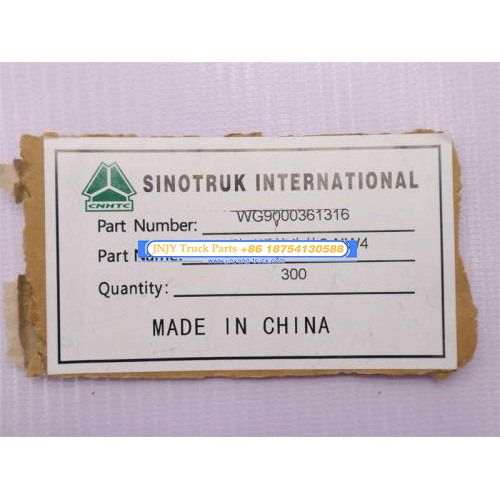 CNHTC
SINOTRUK INTERNATIONAL
Part Number: WG9000361316
JNJY Truck Parts +86 18754130588
Part Name:
Quantity: 300
MADE IN CHINA